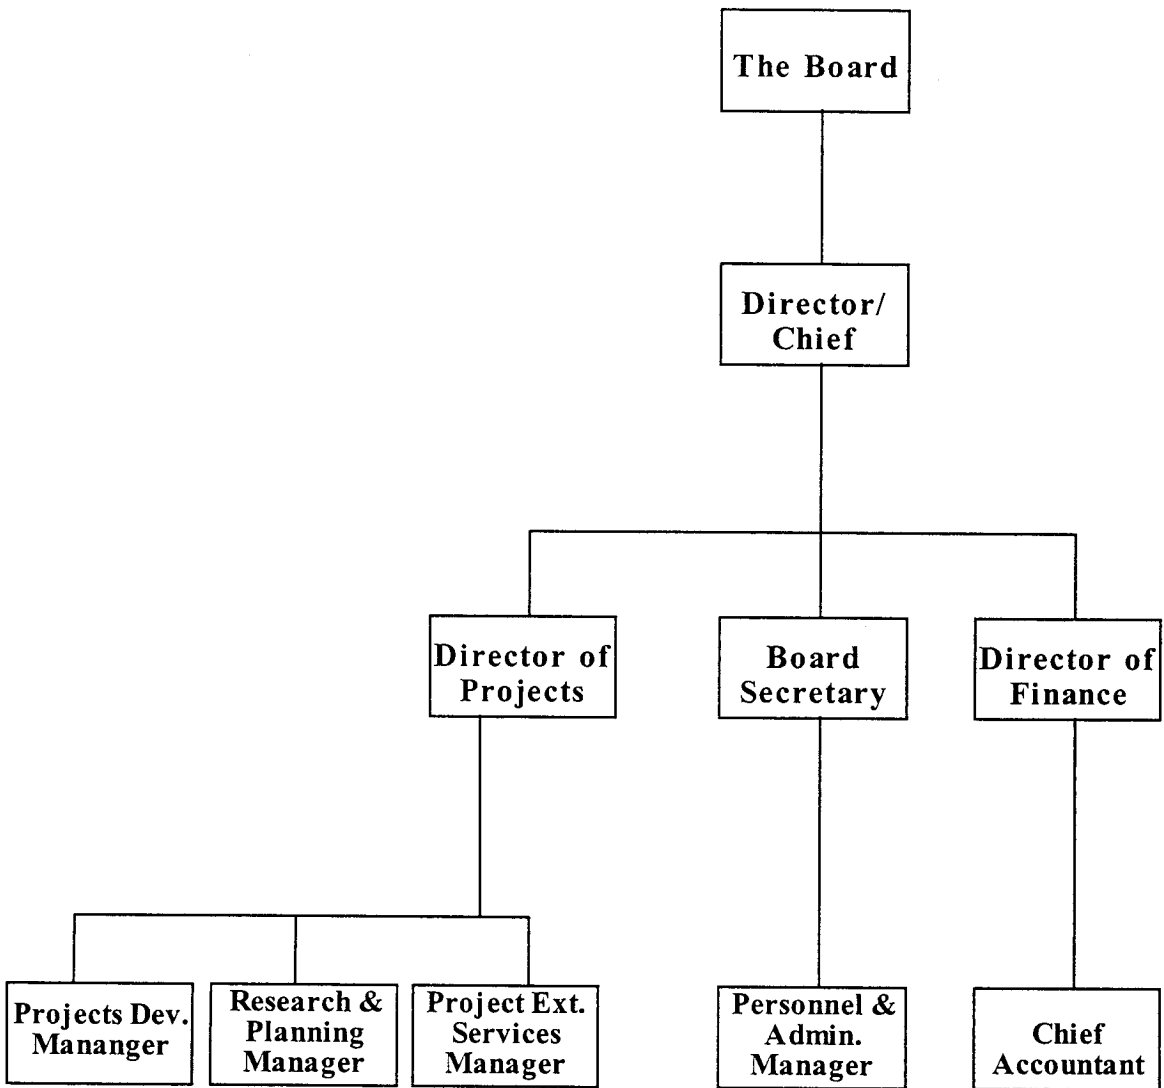 The Board
Director/
Chief
Director of
Projects
Board
Secretary
Director of
Finance
Projects Dev.
Mananger
Research &
Planning
Manager
Project Ext.
Services
Manager
Personnel &
Admin.
Manager
Chief
Accountant